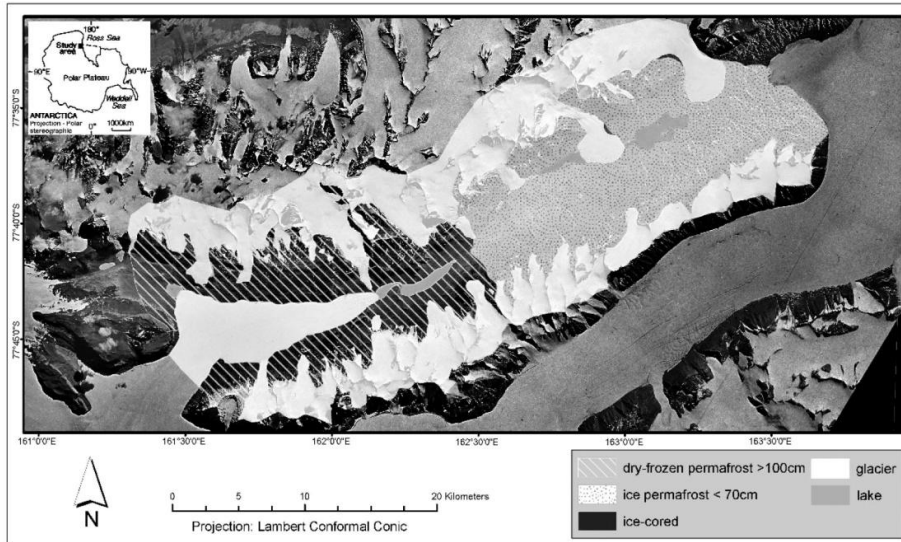 180°
Ross Sea
Study
area
90°E
90°W
Polar Plateau
Weddell
Sea
ANTARCTICA
Projection - Polar
stereographic
0°
1000km
77°35'0"S
77°40'0"S
77°45'0"S
161°0'0"E
161°30'0"E
162°0'0"E
162°30'0"E
163°0'0"E
163°30'0"E
N
0 5 10 20 Kilometers
Projection: Lambert Conformal Conic
dry-frozen permafrost >100cm
glacier
ice permafrost < 70cm
lake
ice-cored